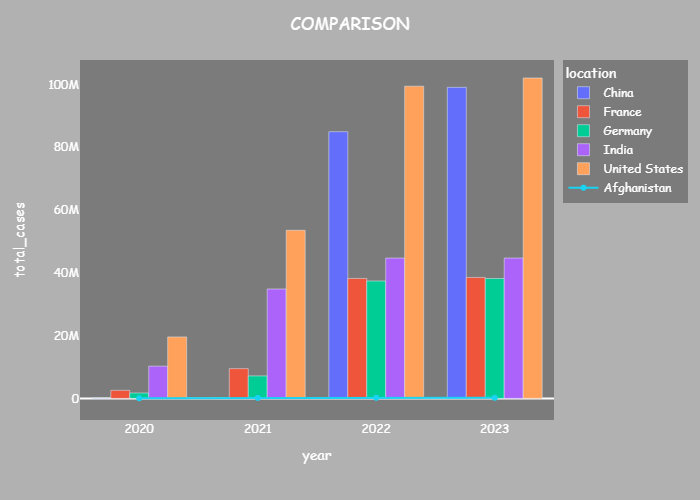 COMPARISON
location
China
France
Germany
India
United States
Afghanistan
total_cases
100M
80M
60M
40M
20M
0
2020
2021
2022
2023
year